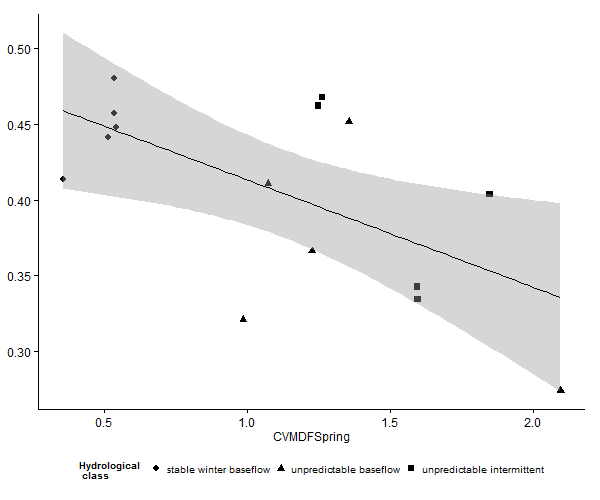 0.50
0.45
0.40
0.35
0.30
0.5 1.0 1.5 2.0
CVMDFSpring
Hydrological
class
stable winter baseflow unpredictable baseflow unpredictable intermittent